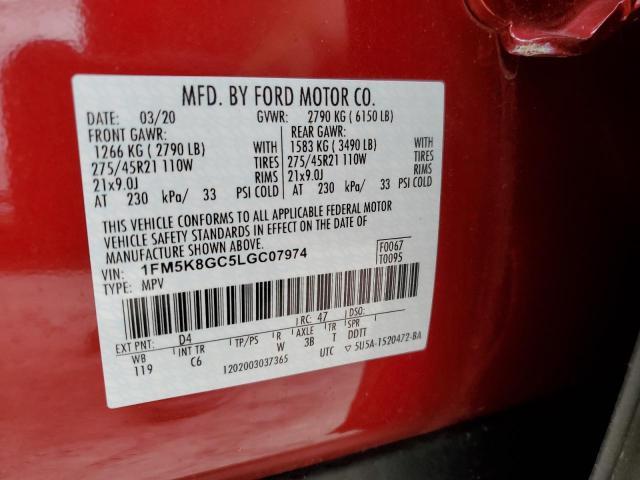 MFD. BY FORD MOTOR CO.
DATE: 03/20 GVWR: 2790 KG ( 6150 LB)
FRONT GAWR: REAR GAWR:
1266 KG ( 2790 LB) WITH 1583 KG ( 3490 LB) WITH
275/45R21 110W TIRES 275/45R21 110W TIRES
21x9.0J RIMS 21x9.0J RIMS
AT 230 kPa/ 33 PSI COLD AT 230 kPa/ 33 PSI COLD
THIS VEHICLE CONFORMS TO ALL APPLICABLE FEDERAL MOTOR
VEHICLE SAFETY STANDARDS IN EFFECT ON THE DATE OF
MANUFACTURE SHOWN ABOVE.
VIN: 1FM5K8GC5LGC07974 F0067
TYPE: MPV T0095
EXT PNT: D4 RC: 47 DSO:
WB INT TR TP/PS R AXLE TR SPR
119 C6 W 3B T DDTT
1202003037365 UTC ▽ 5U5A-1520472-BA